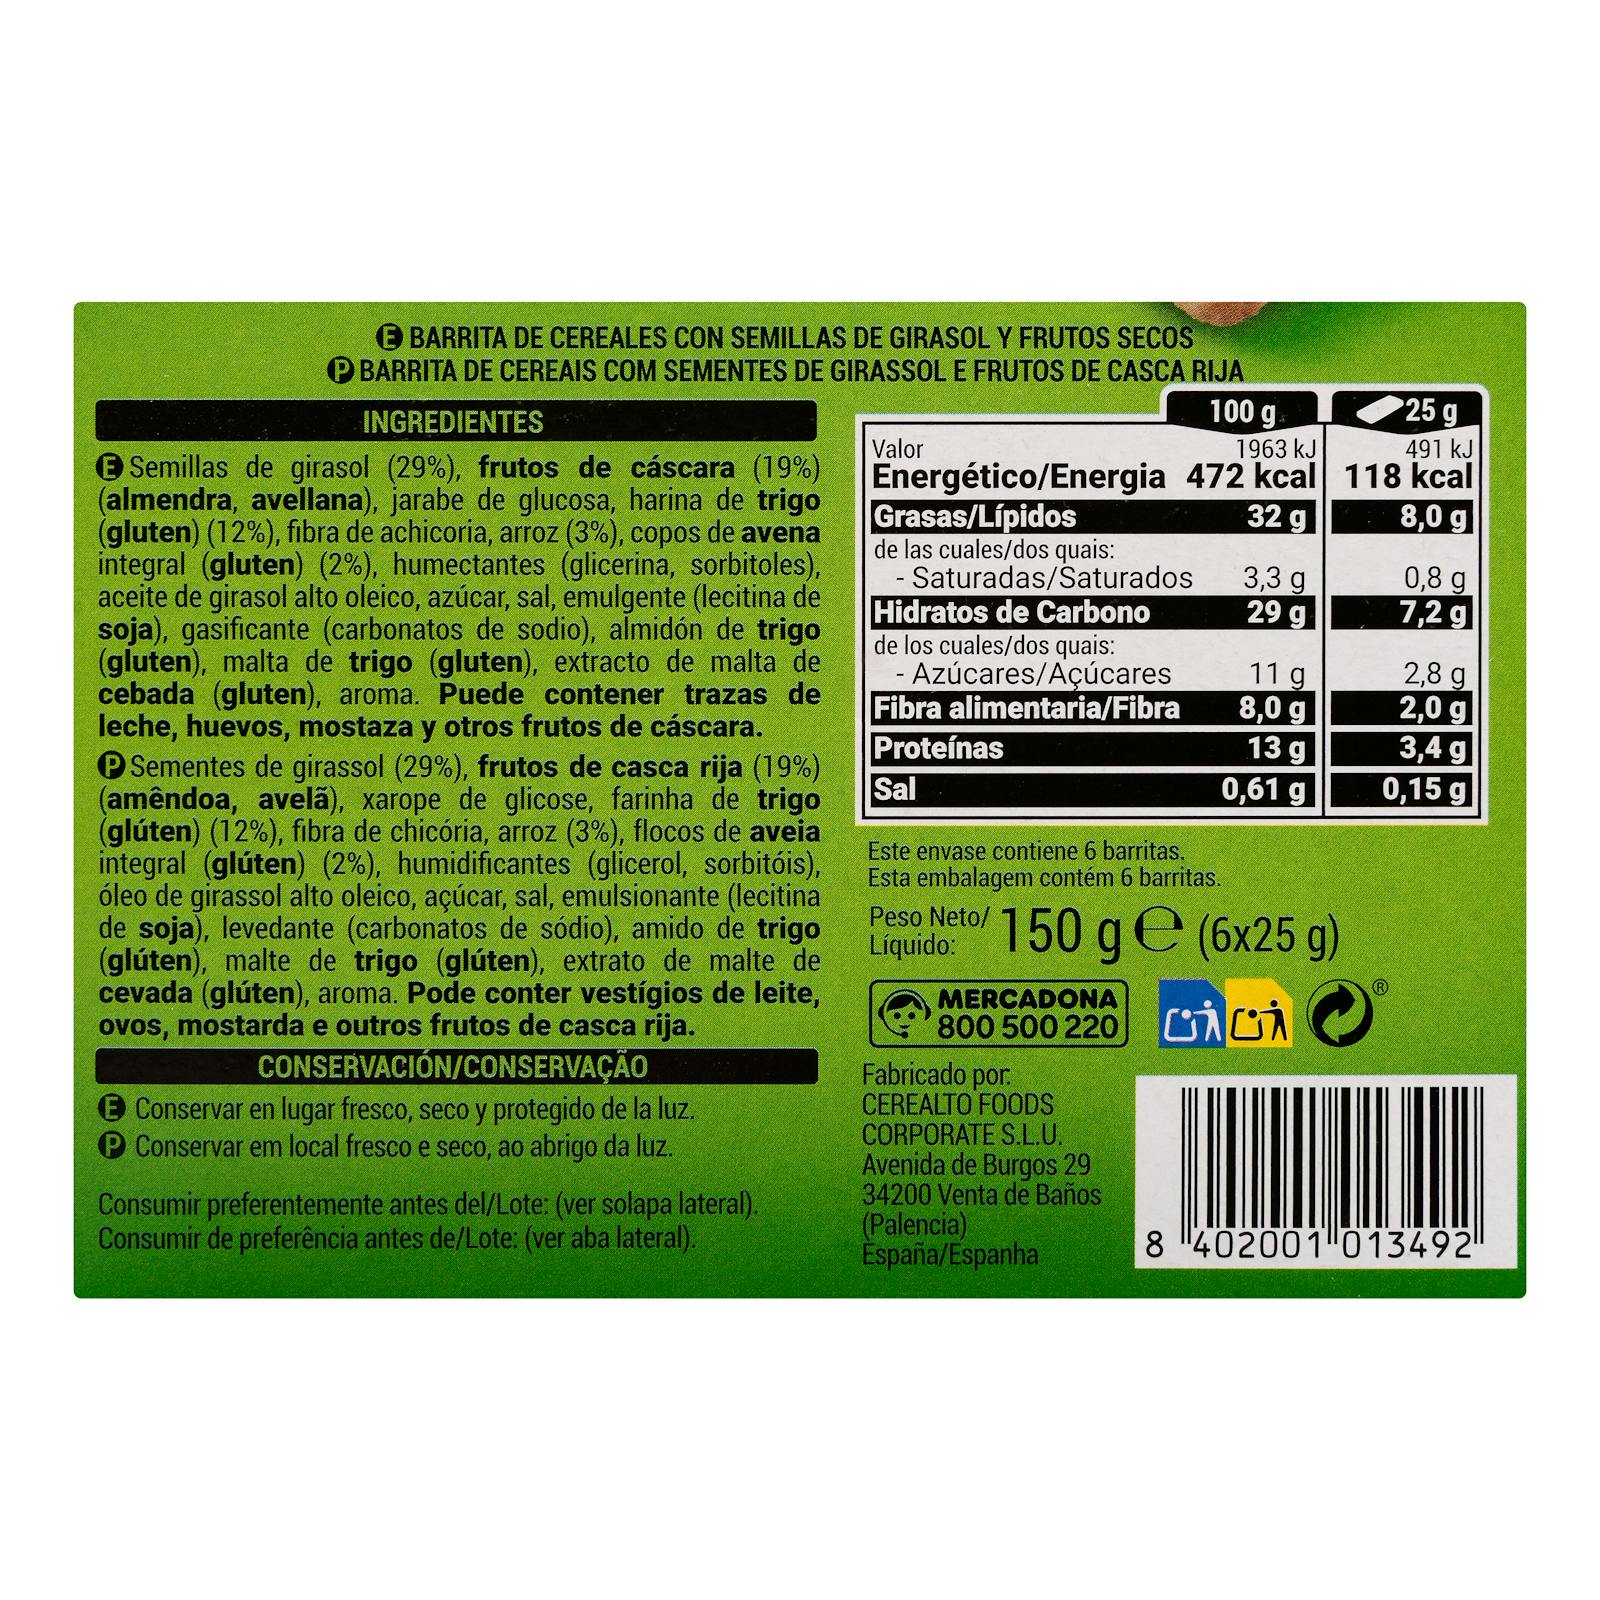 E BARRITA DE CEREALES CON SEMILLAS DE GIRASOL Y FRUTOS SECOS
P BARRITA DE CEREAIS COM SEMENTES DE GIRASSOL E FRUTOS DE CASCA RIJA
INGREDIENTES
E Semillas de girasol (29%), frutos de cáscara (19%)
(almendra, avellana), jarabe de glucosa, harina de trigo
(gluten) (12%), fibra de achicoria, arroz (3%), copos de avena
integral (gluten) (2%), humectantes (glicerina, sorbitoles),
aceite de girasol alto oleico, azúcar, sal, emulgente (lecitina de
soja), gasificante (carbonatos de sodio), almidón de trigo
(gluten), malta de trigo (gluten), extracto de malta de
cebada (gluten), aroma. Puede contener trazas de
leche, huevos, mostaza y otros frutos de cáscara.
P Sementes de girassol (29%), frutos de casca rija (19%)
(amêndoa, avelã), xarope de glicose, farinha de trigo
(glúten) (12%), fibra de chicória, arroz (3%), flocos de aveia
integral (glúten) (2%), humidificantes (glicerol, sorbitóis),
óleo de girassol alto oleico, açúcar, sal, emulsionante (lecitina
de soja), levedante (carbonatos de sódio), amido de trigo
(glúten), malte de trigo (glúten), extrato de malte de
cevada (glúten), aroma. Pode conter vestígios de leite,
ovos, mostarda e outros frutos de casca rija.
CONSERVACIÓN/CONSERVAÇÃO
E Conservar en lugar fresco, seco y protegido de la luz.
P Conservar em local fresco e seco, ao abrigo da luz.
Consumir preferentemente antes del/Lote: (ver solapa lateral).
Consumir de preferência antes de/Lote: (ver aba lateral).
100 g 25 g
Valor 1963 kJ 491 kJ
Energético/Energia 472 kcal 118 kcal
Grasas/Lípidos 32 g 8,0 g
de las cuales/dos quais:
- Saturadas/Saturados 3,3 g 0,8 g
Hidratos de Carbono 29 g 7,2 g
de los cuales/dos quais:
- Azúcares/Açúcares 11 g 2,8 g
Fibra alimentaria/Fibra 8,0 g 2,0 g
Proteínas 13 g 3,4 g
Sal 0,61 g 0,15 g
Este envase contiene 6 barritas.
Esta embalagem contém 6 barritas.
Peso Neto/
Líquido: 150 g ℮ (6x25 g)
MERCADONA
800 500 220
®
Fabricado por:
CEREALTO FOODS
CORPORATE S.L.U.
Avenida de Burgos 29
34200 Venta de Baños
(Palencia)
España/Espanha
8 402001 013492